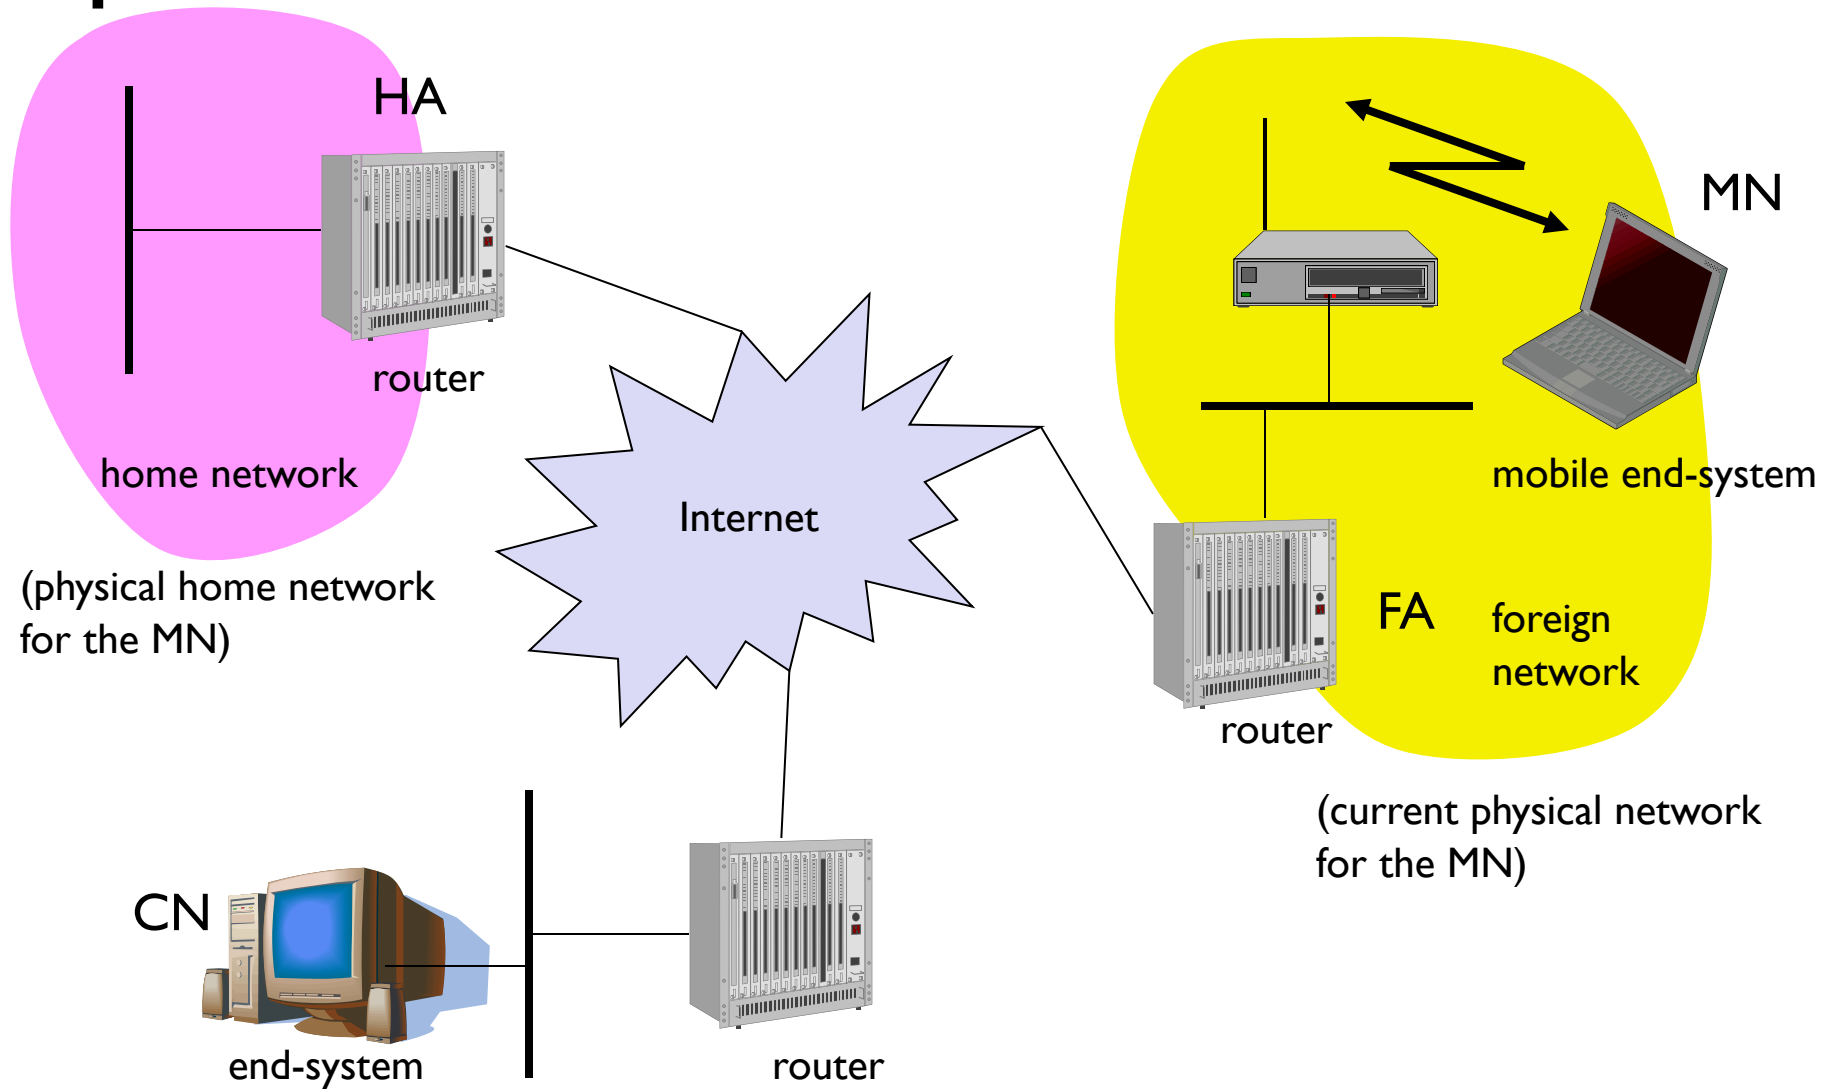 HA
router
home network
(physical home network
for the MN)
Internet
MN
mobile end-system
FA
foreign
network
router
(current physical network
for the MN)
CN
end-system
router